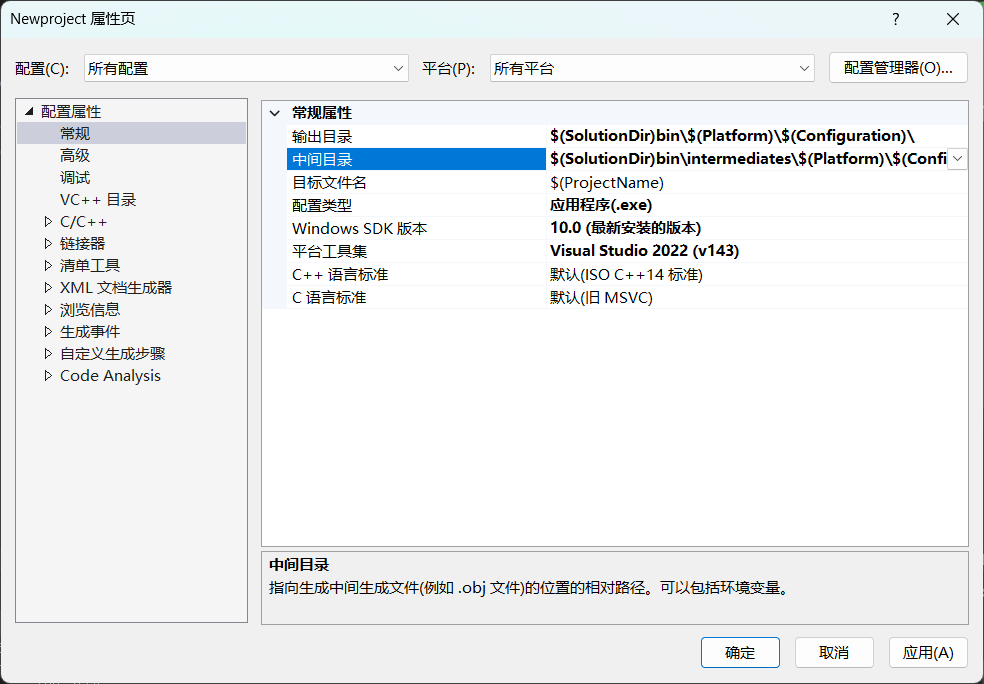 Newproject 属性页
配置(C): 所有配置 平台(P): 所有平台 配置管理器(O)...
配置属性
常规
高级
调试
VC++ 目录
C/C++
链接器
清单工具
XML 文档生成器
浏览信息
生成事件
自定义生成步骤
Code Analysis
常规属性
输出目录 $(SolutionDir)bin\$(Platform)\$(Configuration)\
中间目录 $(SolutionDir)bin\intermediates\$(Platform)\$(Confi
目标文件名 $(ProjectName)
配置类型 应用程序(.exe)
Windows SDK 版本 10.0 (最新安装的版本)
平台工具集 Visual Studio 2022 (v143)
C++ 语言标准 默认(ISO C++14 标准)
C 语言标准 默认(旧 MSVC)
中间目录
指向生成中间生成文件(例如 .obj 文件)的位置的相对路径。可以包括环境变量。
确定 取消 应用(A)